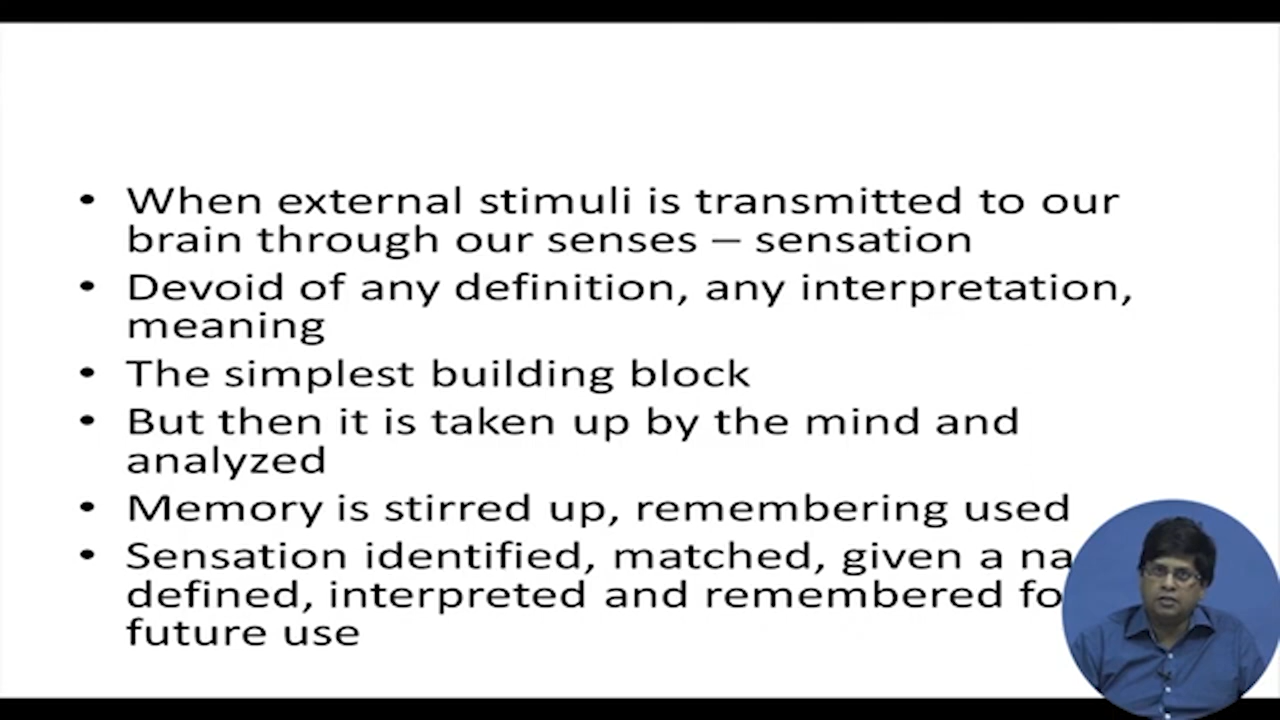 • When external stimuli is transmitted to our
brain through our senses – sensation
• Devoid of any definition, any interpretation,
meaning
• The simplest building block
• But then it is taken up by the mind and
analyzed
• Memory is stirred up, remembering used
• Sensation identified, matched, given a
defined, interpreted and remembered
future use